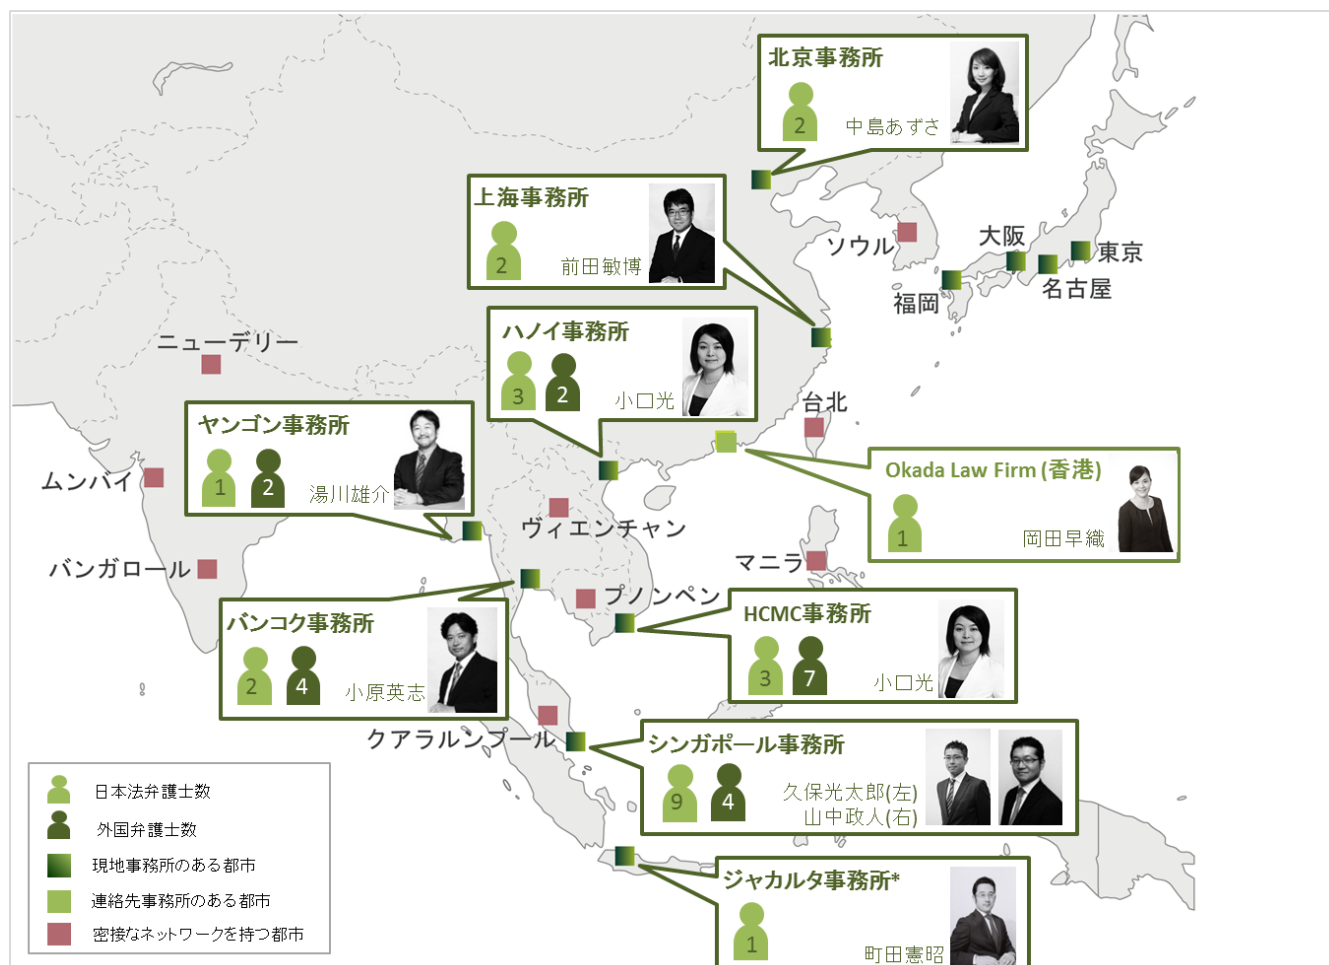 北京事務所
2
中島あずさ
上海事務所
2
前田敏博
ソウル
大阪
東京
名古屋
福岡
ハノイ事務所
3
2
小口光
ニューデリー
台北
ヤンゴン事務所
1
2
湯川雄介
ムンバイ
Okada Law Firm (香港)
1
岡田早織
ヴィエンチャン
マニラ
バンガロール
プノンペン
バンコク事務所
2
4
小原英志
HCMC事務所
3
7
小口光
クアラルンプール
シンガポール事務所
9
4
久保光太郎(左)
山中政人(右)
ジャカルタ事務所*
1
町田憲昭
日本法弁護士数
外国弁護士数
現地事務所のある都市
連絡先事務所のある都市
密接なネットワークを持つ都市